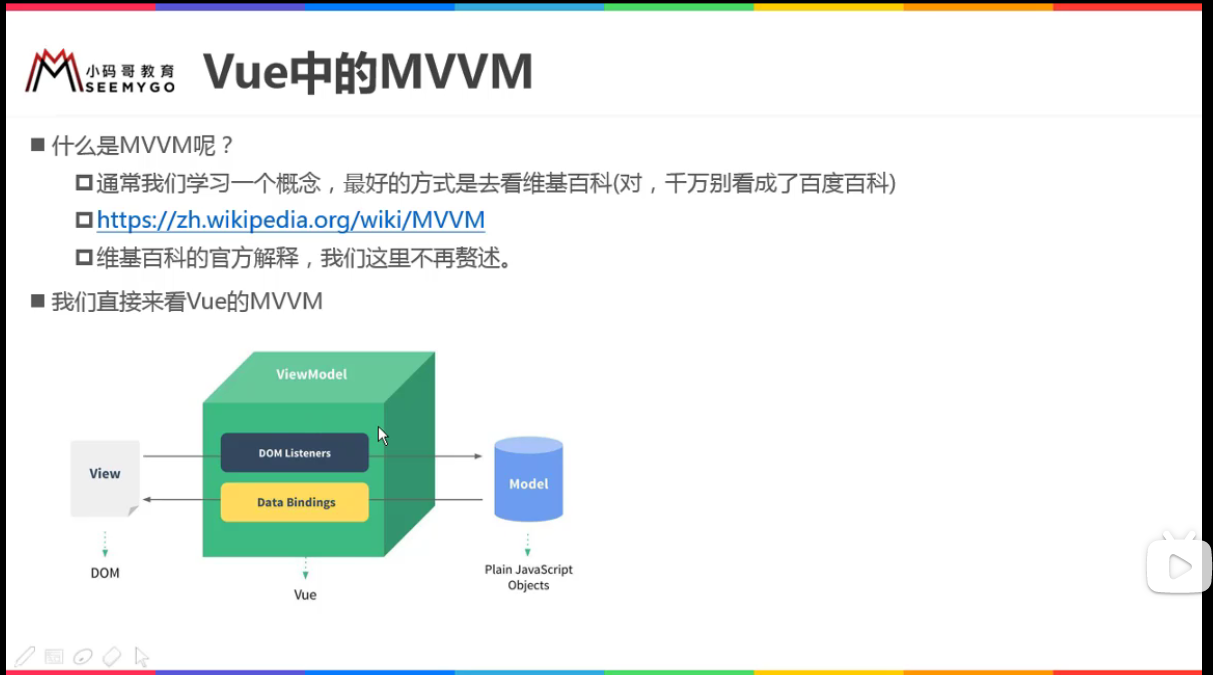 小码哥教育
SEEMYGO
Vue中的MVVM
什么是MVVM呢？
通常我们学习一个概念，最好的方式是去看维基百科(对，千万别看成了百度百科)
https://zh.wikipedia.org/wiki/MVVM
维基百科的官方解释，我们这里不再赘述。
我们直接来看Vue的MVVM
ViewModel
DOM Listeners
View
Model
Data Bindings
DOM
Plain JavaScript
Objects
Vue